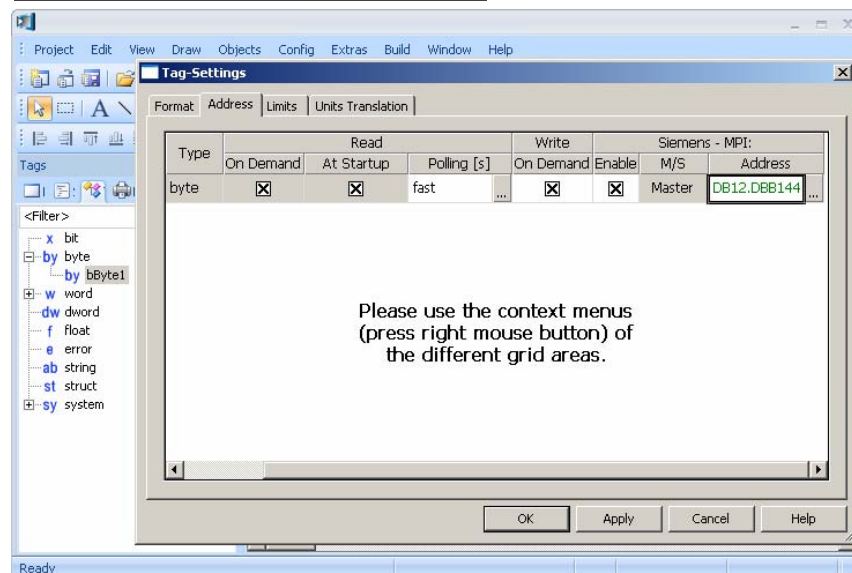 Project Edit View Draw Objects Config Extras Build Window Help
Tag-Settings
Format Address Limits Units Translation
Type Read Write Siemens - MPI:
On Demand At Startup Polling [s] On Demand Enable M/S Address
byte fast ... Master DB12.DBB144 ...
Tags
<Filter>
x bit
by byte
by bByte1
w word
dw dword
f float
e error
ab string
st struct
sy system
Please use the context menus
(press right mouse button) of
the different grid areas.
OK Apply Cancel Help
Ready